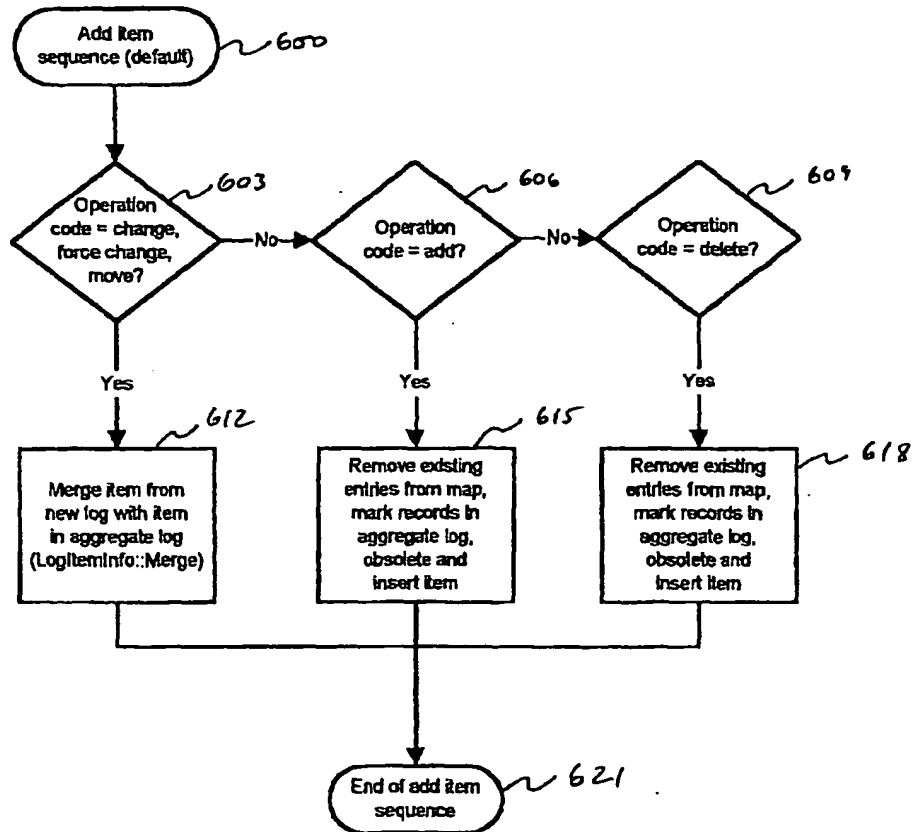 Add item
sequence (default)
600
Operation
code = change,
force change,
move?
603
No
Operation
code = add?
606
No
Operation
code = delete?
609
Yes
Yes
Yes
Merge item from
new log with item
in aggregate log
(LogItemInfo::Merge)
612
Remove existing
entries from map,
mark records in
aggregate log,
obsolete and
insert item
615
Remove existing
entries from map,
mark records in
aggregate log,
obsolete and
insert item
618
End of add item
sequence
621